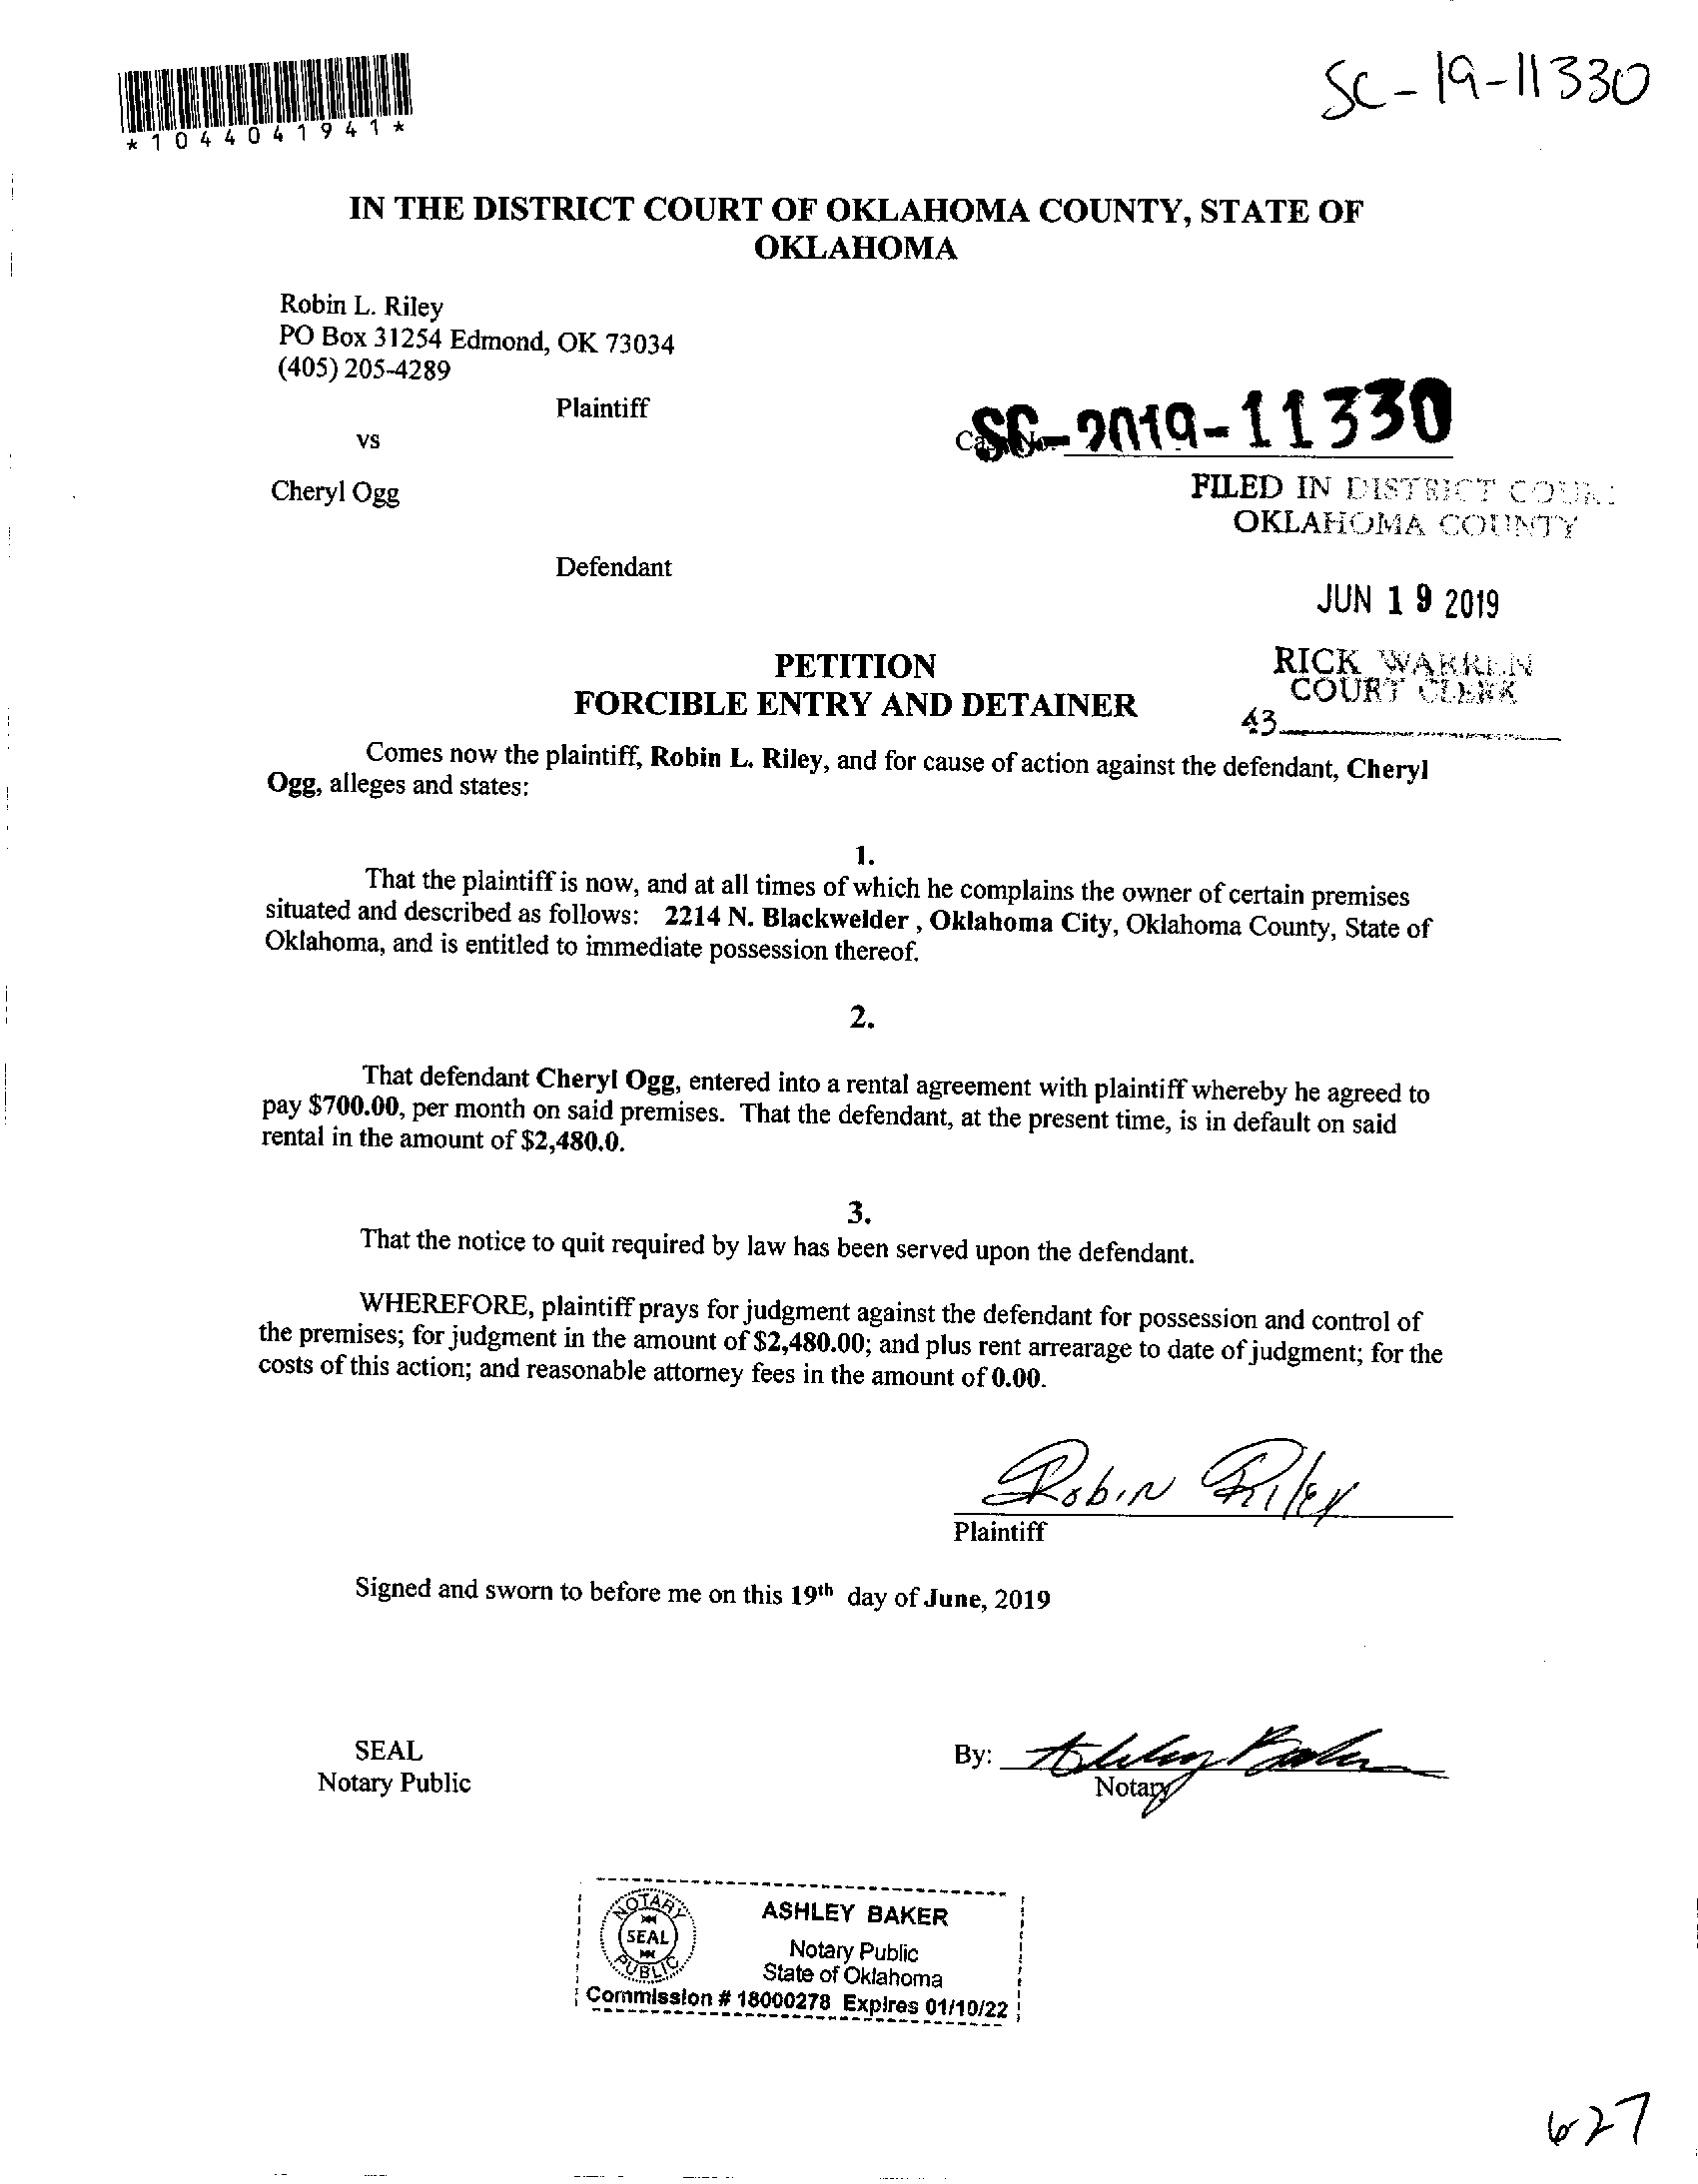 SC-19-11330
*1044041941*
IN THE DISTRICT COURT OF OKLAHOMA COUNTY, STATE OF
OKLAHOMA
Robin L. Riley
PO Box 31254 Edmond, OK 73034
(405) 205-4289
Plaintiff
SC-2019-11330
vs
Cheryl Ogg
FILED IN DISTRICT COURT
OKLAHOMA COUNTY
Defendant
JUN 19 2019
RICK WARREN
COURT CLERK
43
PETITION
FORCIBLE ENTRY AND DETAINER
Comes now the plaintiff, Robin L. Riley, and for cause of action against the defendant, Cheryl
Ogg, alleges and states:
1.
That the plaintiff is now, and at all times of which he complains the owner of certain premises
situated and described as follows: 2214 N. Blackwelder , Oklahoma City, Oklahoma County, State of
Oklahoma, and is entitled to immediate possession thereof.
2.
That defendant Cheryl Ogg, entered into a rental agreement with plaintiff whereby he agreed to
pay $700.00, per month on said premises. That the defendant, at the present time, is in default on said
rental in the amount of $2,480.0.
3.
That the notice to quit required by law has been served upon the defendant.
WHEREFORE, plaintiff prays for judgment against the defendant for possession and control of
the premises; for judgment in the amount of $2,480.00; and plus rent arrearage to date of judgment; for the
costs of this action; and reasonable attorney fees in the amount of 0.00.
Robin Riley
Plaintiff
Signed and sworn to before me on this 19th day of June, 2019
SEAL
Notary Public
By: Ashley Baker
Notary
NOTARY
SEAL
PUBLIC
ASHLEY BAKER
Notary Public
State of Oklahoma
Commission # 18000278 Expires 01/10/22
627